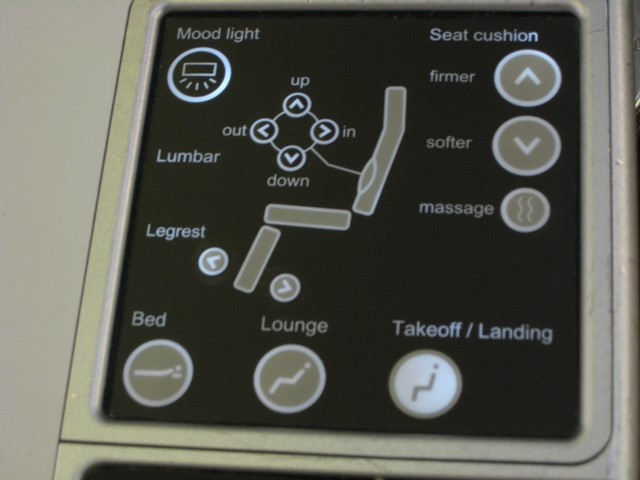 Mood light
Seat cushion
firmer
up
out
in
softer
Lumbar
down
massage
Legrest
Bed
Lounge
Takeoff / Landing